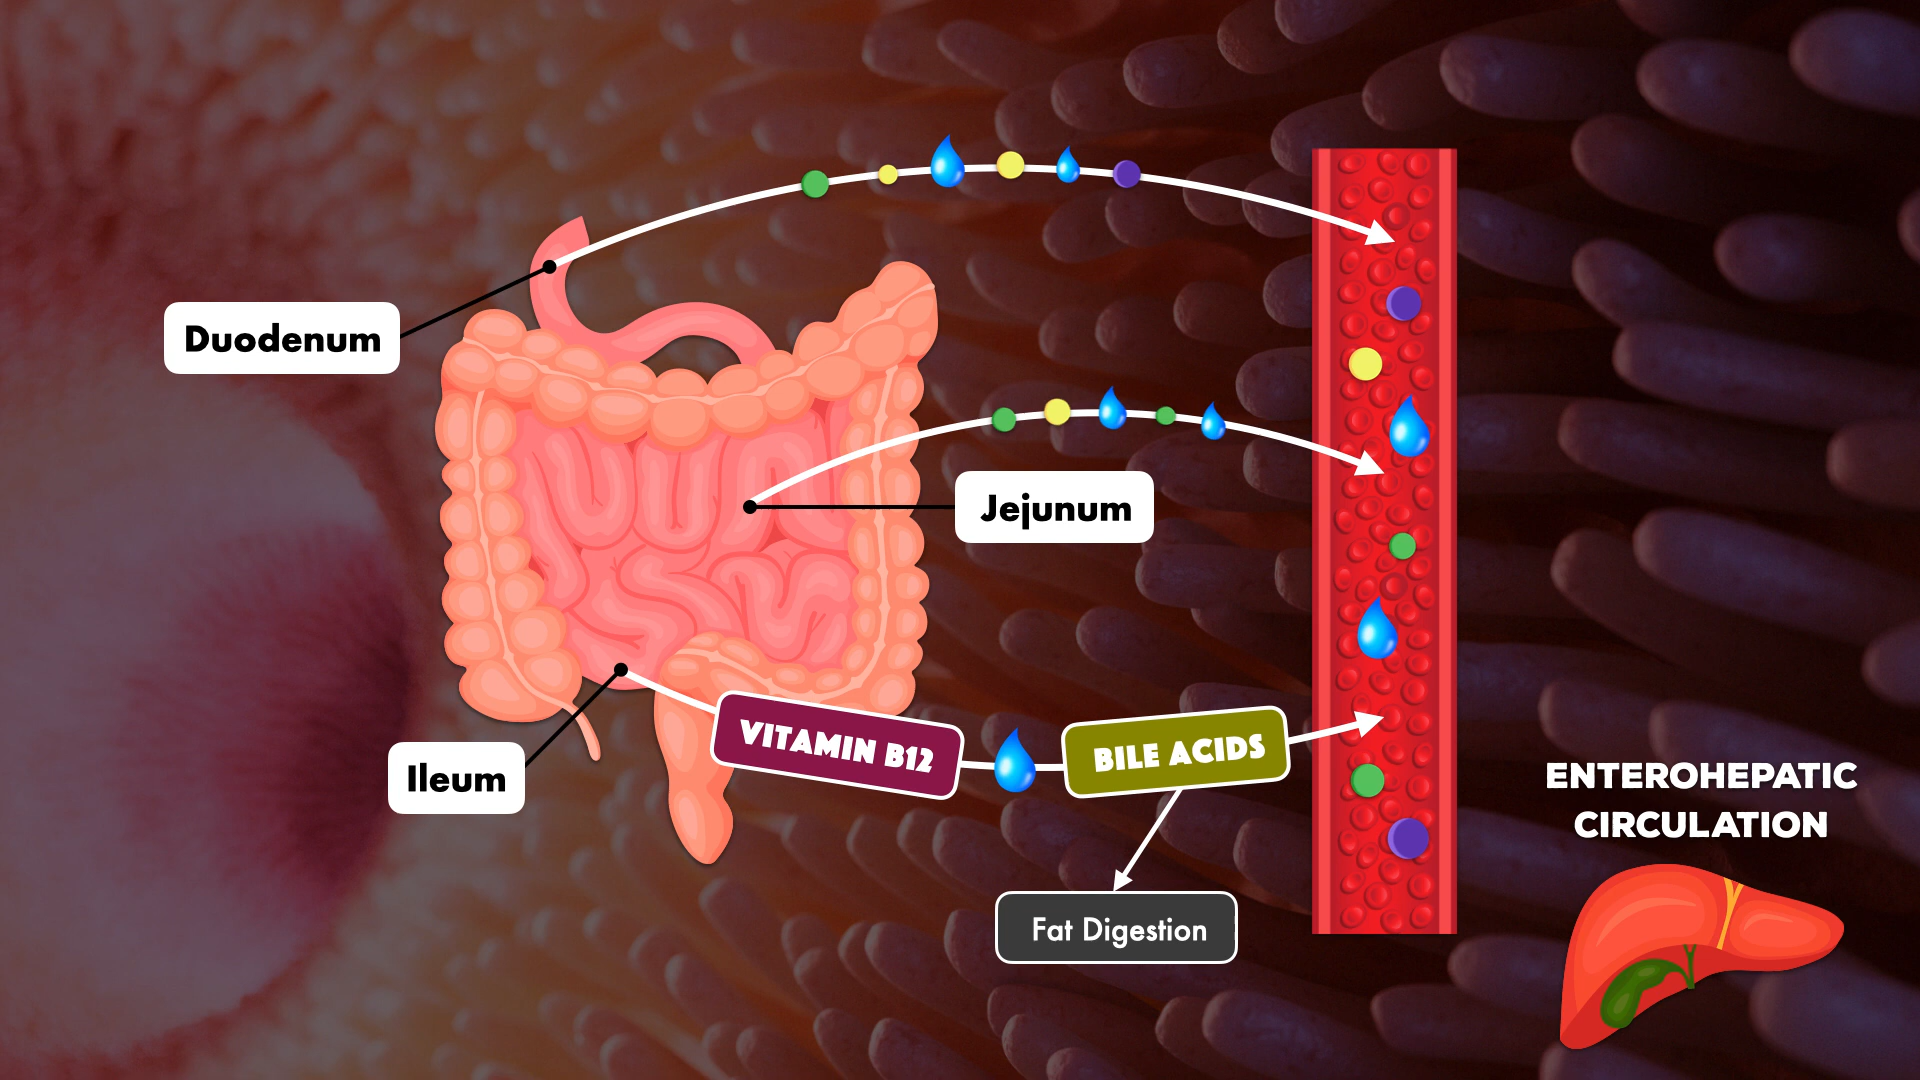 Duodenum
Jejunum
VITAMIN B12
BILE ACIDS
Ileum
ENTEROHEPATIC
CIRCULATION
Fat Digestion